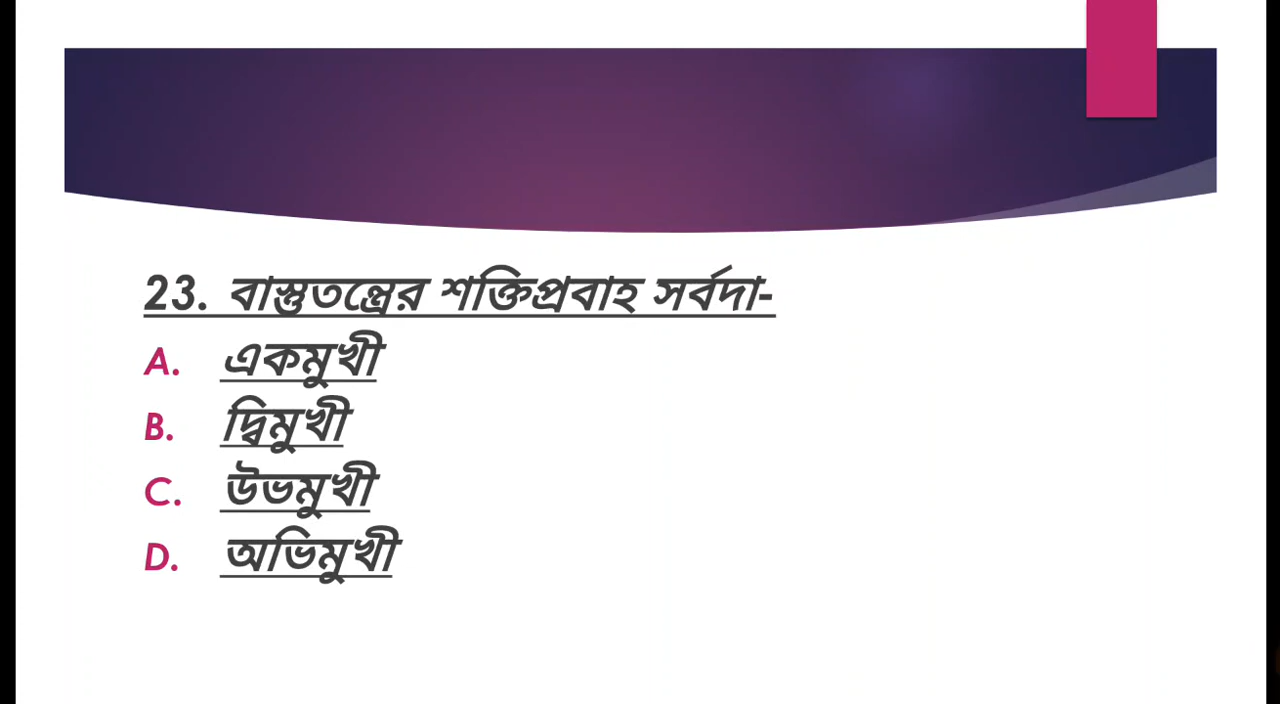 23. বাস্তুতন্ত্রের শক্তিপ্রবাহ সর্বদা-
A. একমুখী
B. দ্বিমুখী
C. উভমুখী
D. অভিমুখী